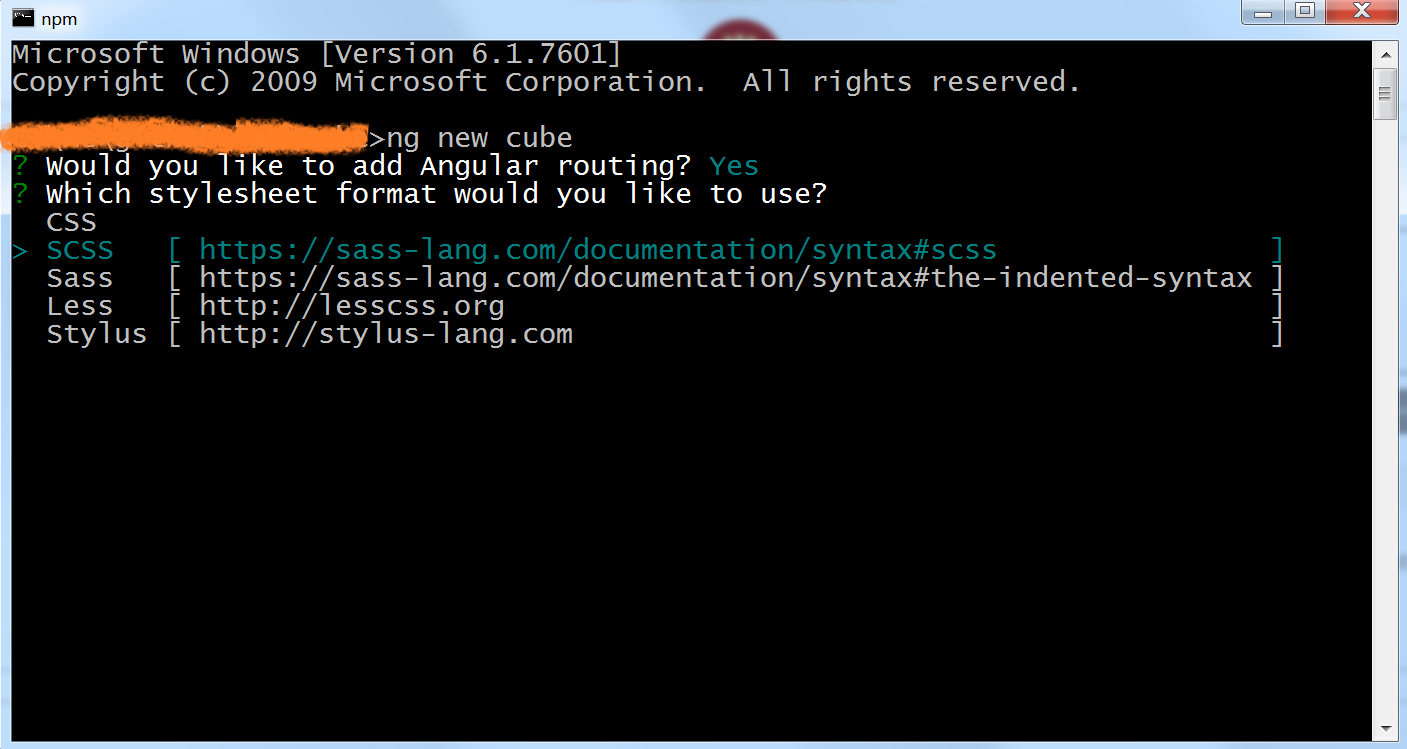 npm
Microsoft Windows [Version 6.1.7601]
Copyright (c) 2009 Microsoft Corporation.  All rights reserved.
>ng new cube
? Would you like to add Angular routing? Yes
? Which stylesheet format would you like to use?
CSS
> SCSS   [ https://sass-lang.com/documentation/syntax#scss                ]
Sass   [ https://sass-lang.com/documentation/syntax#the-indented-syntax ]
Less   [ http://lesscss.org                                             ]
Stylus [ http://stylus-lang.com                                         ]